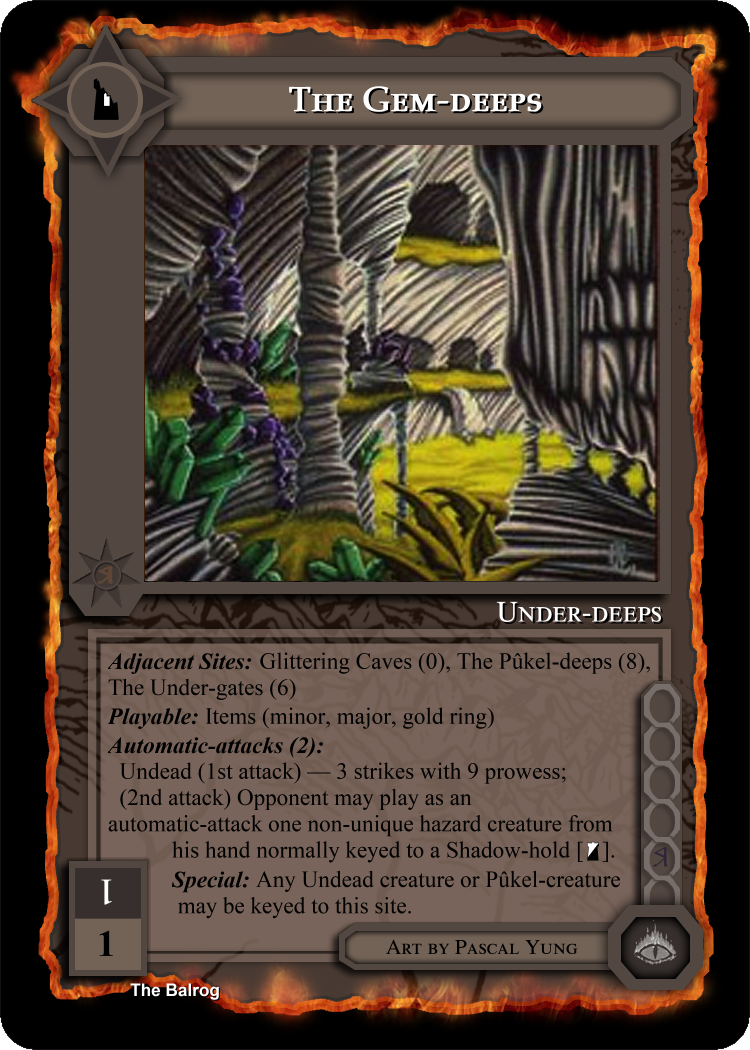 The Gem-deeps
Under-deeps
Adjacent Sites: Glittering Caves (0), The Pûkel-deeps (8),
The Under-gates (6)
Playable: Items (minor, major, gold ring)
Automatic-attacks (2):
Undead (1st attack) — 3 strikes with 9 prowess;
(2nd attack) Opponent may play as an
automatic-attack one non-unique hazard creature from
his hand normally keyed to a Shadow-hold [ ].
Special: Any Undead creature or Pûkel-creature
may be keyed to this site.
1
Art by Pascal Yung
The Balrog